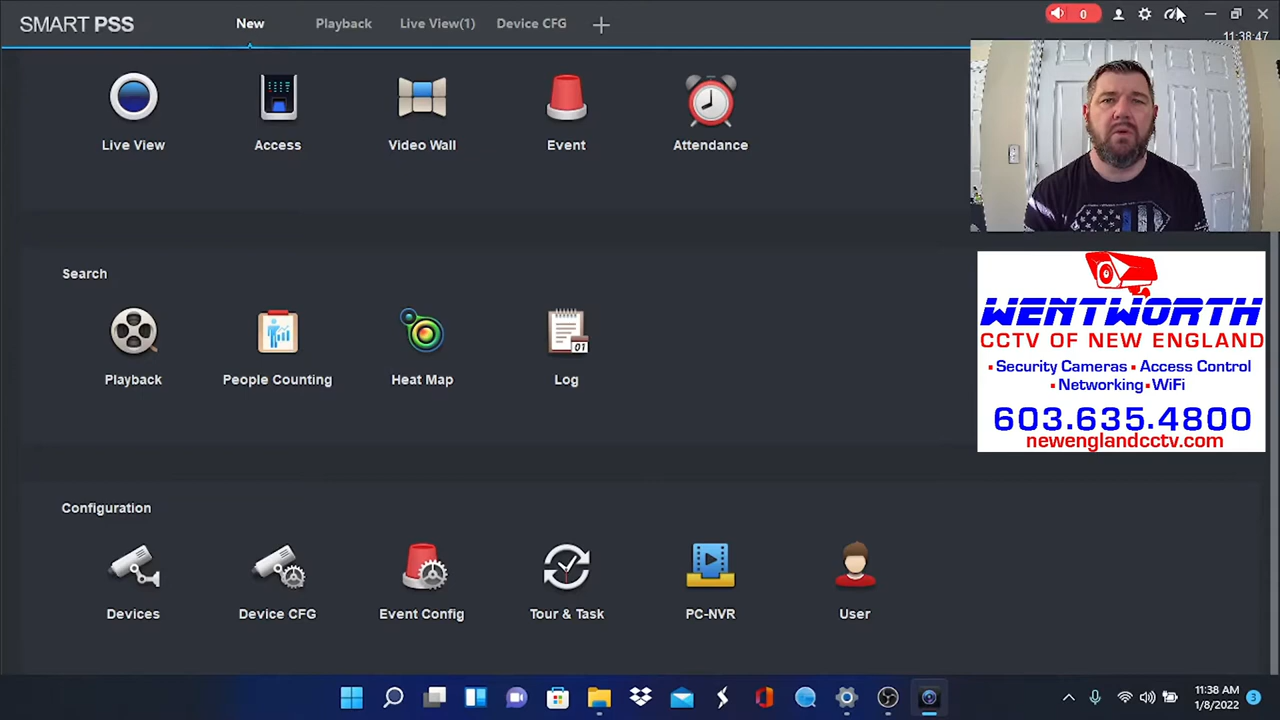 SMART PSS
New
Playback
Live View(1)
Device CFG
0
11:38:47
Live View
Access
Video Wall
Event
Attendance
Search
Playback
People Counting
Heat Map
01
Log
WENTWORTH
CCTV OF NEW ENGLAND
• Security Cameras • Access Control
• Networking • WiFi
603.635.4800
newenglandcctv.com
Configuration
Devices
Device CFG
Event Config
Tour & Task
PC-NVR
User
11:38 AM
1/8/2022
3